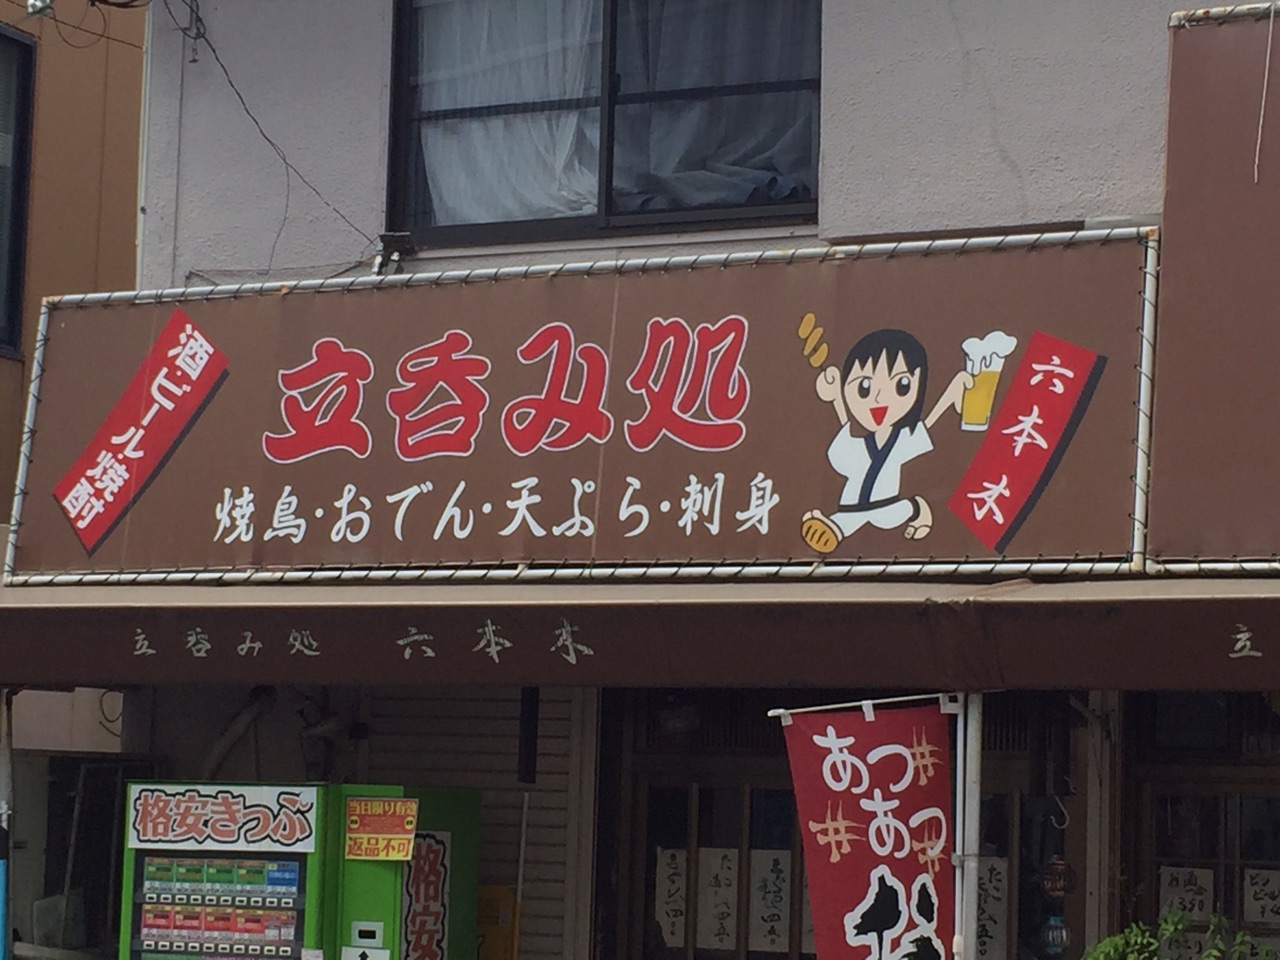 酒・ビール・焼酎
立呑み処
焼鳥・おでん・天ぷら・刺身
六本木
立呑み処 六本木
立
格安きっぷ
当日限り有効
返品不可
格安
あつ
あつ